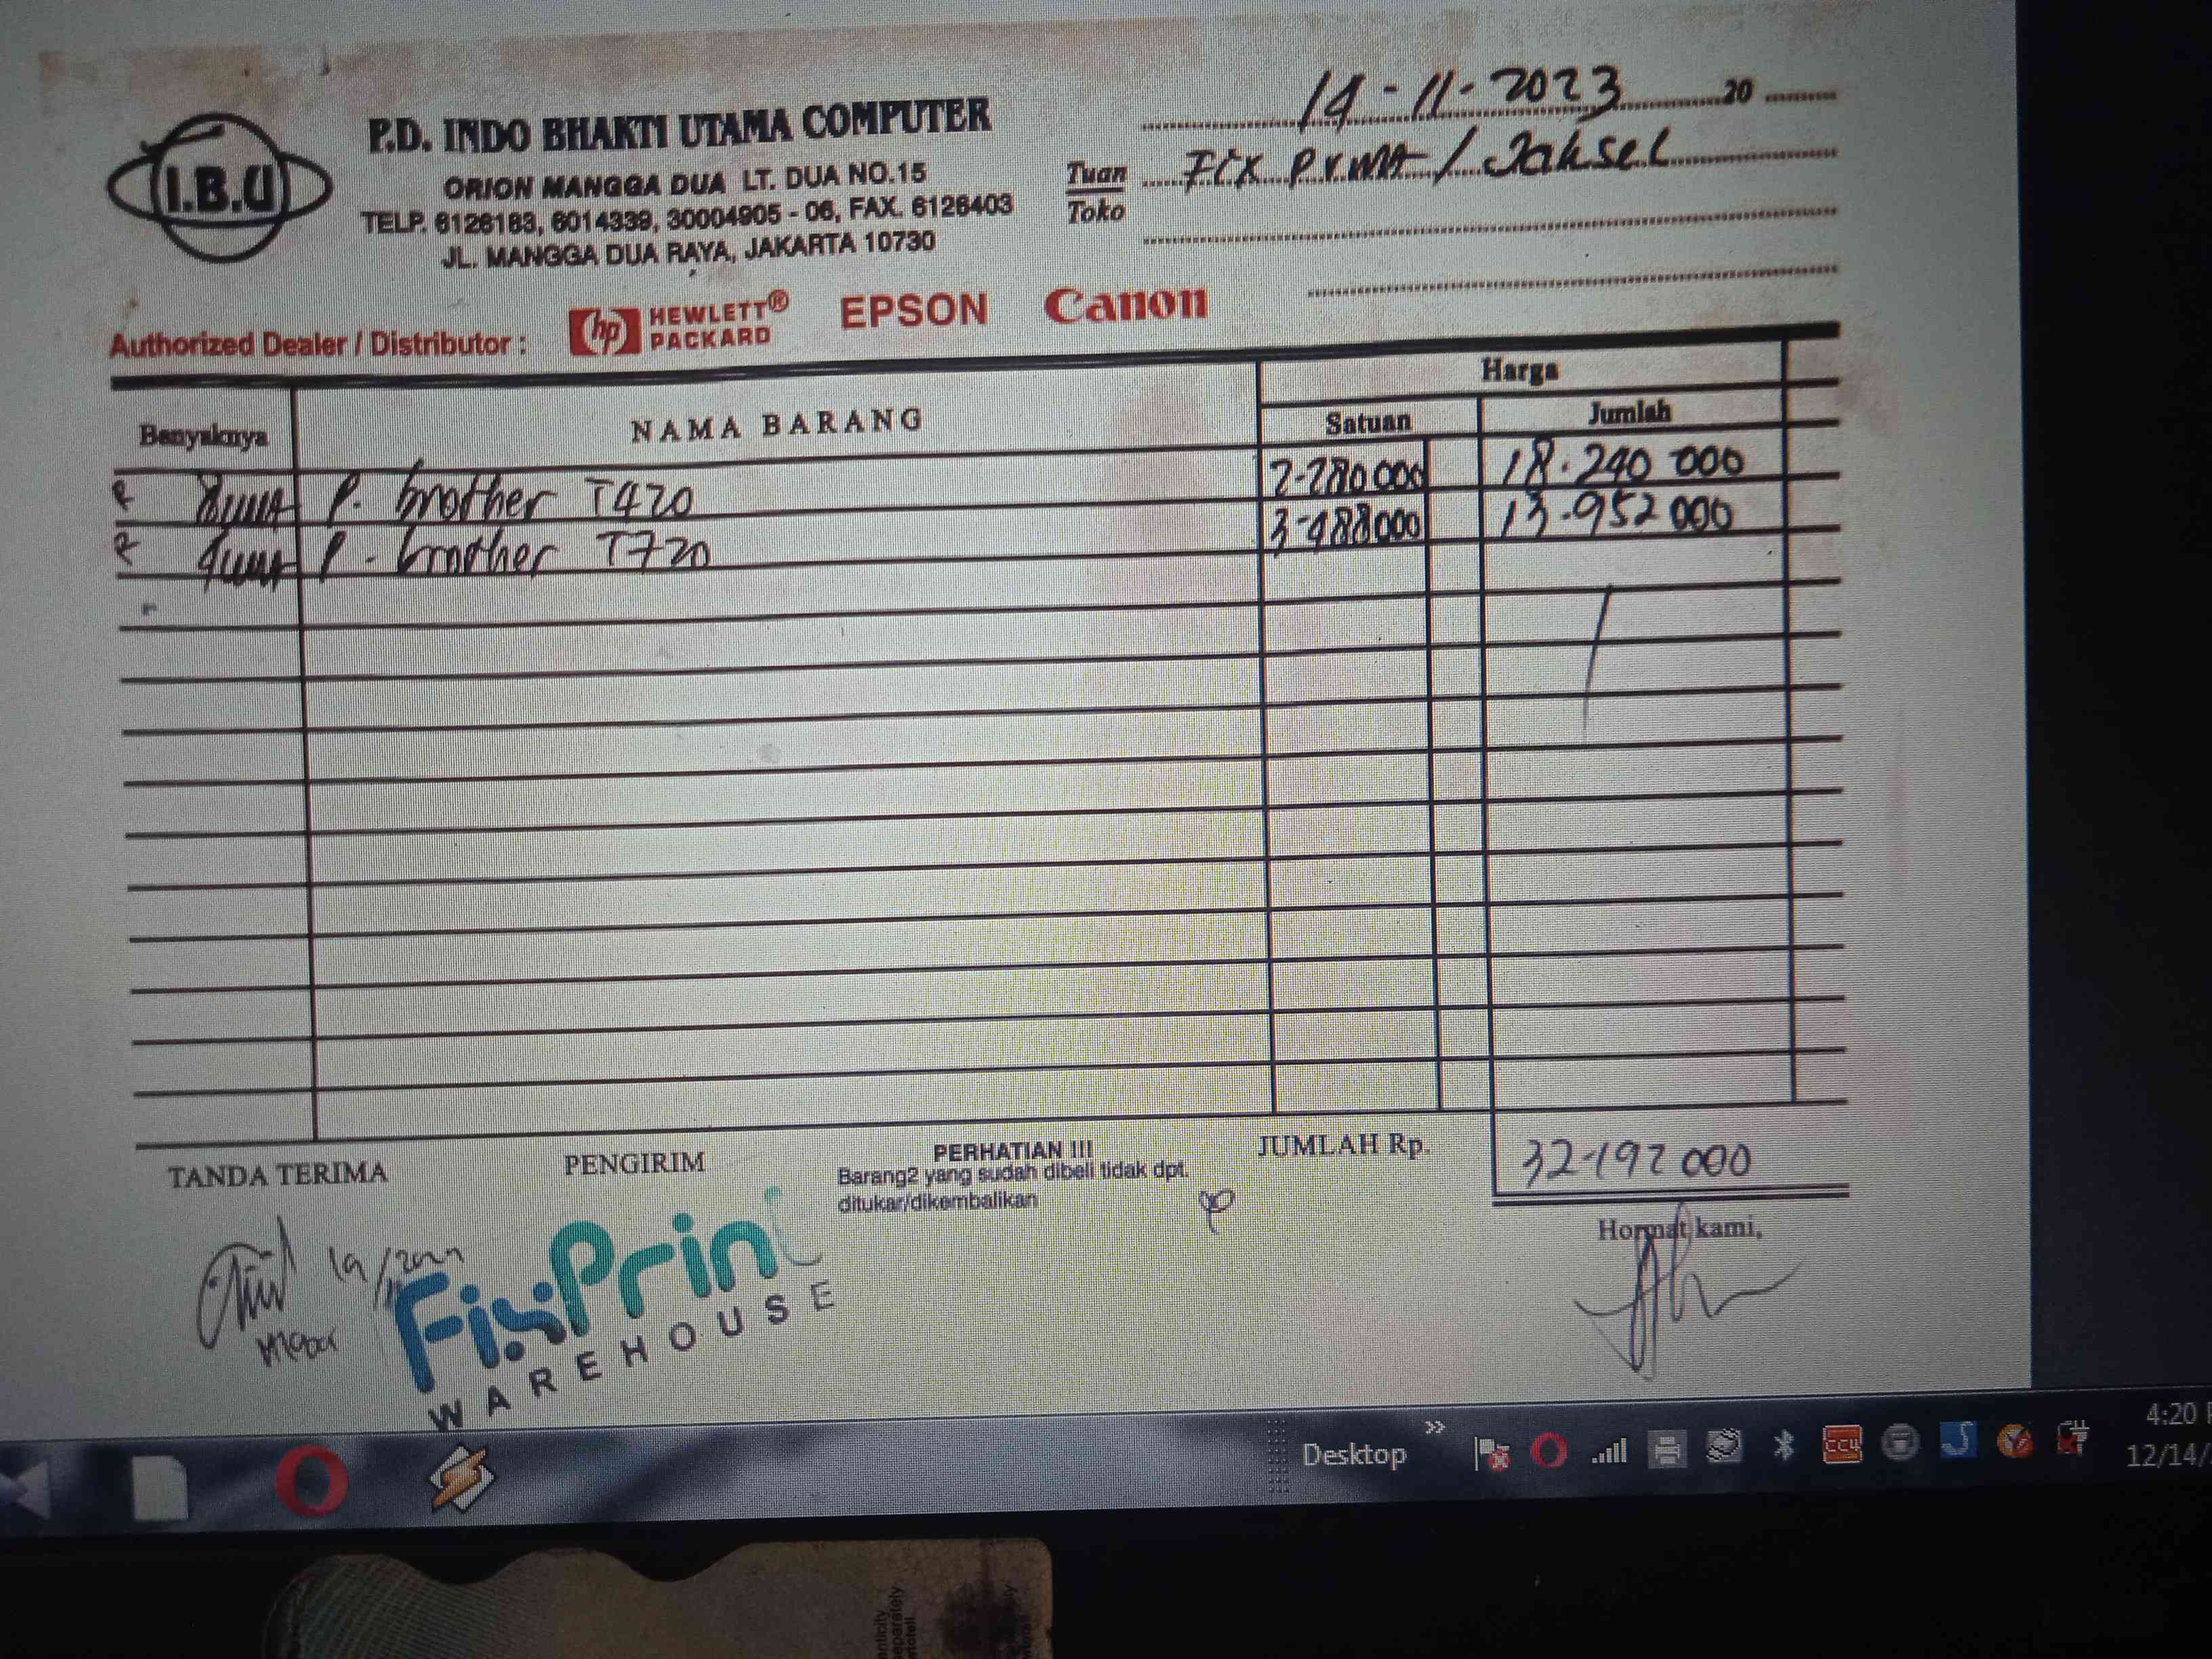 I.B.U
P.D. INDO BHAKTI UTAMA COMPUTER
ORION MANGGA DUA LT. DUA NO.15
TELP. 6126183, 6014339, 30004905 - 06, FAX. 6126403
JL. MANGGA DUA RAYA, JAKARTA 10730
14-11-2023 20
Tuan
Toko
/ Jaksel
Authorized Dealer / Distributor :
hp HEWLETT®
PACKARD
EPSON
Canon
Banyaknya NAMA BARANG Harga
Satuan Jumlah
P. brother T420 2-280 000 18.240 000
P. brother T720 3-488 000 13.952 000
TANDA TERIMA
PENGIRIM
PERHATIAN !!!
Barang2 yang sudah dibeli tidak dpt.
ditukar/dikembalikan
JUMLAH Rp. 32-192 000
Hormat kami,
FixPrint
WAREHOUSE
Desktop
4:20
12/14/